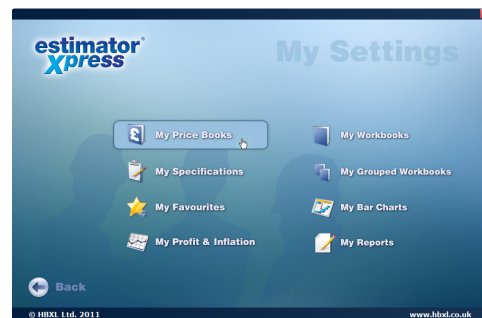 estimator®
Xpress
My Settings
£
My Price Books
My Workbooks
My Specifications
My Grouped Workbooks
My Favourites
My Bar Charts
My Profit & Inflation
My Reports
Back
© HBXL Ltd. 2011
www.hbxl.co.uk